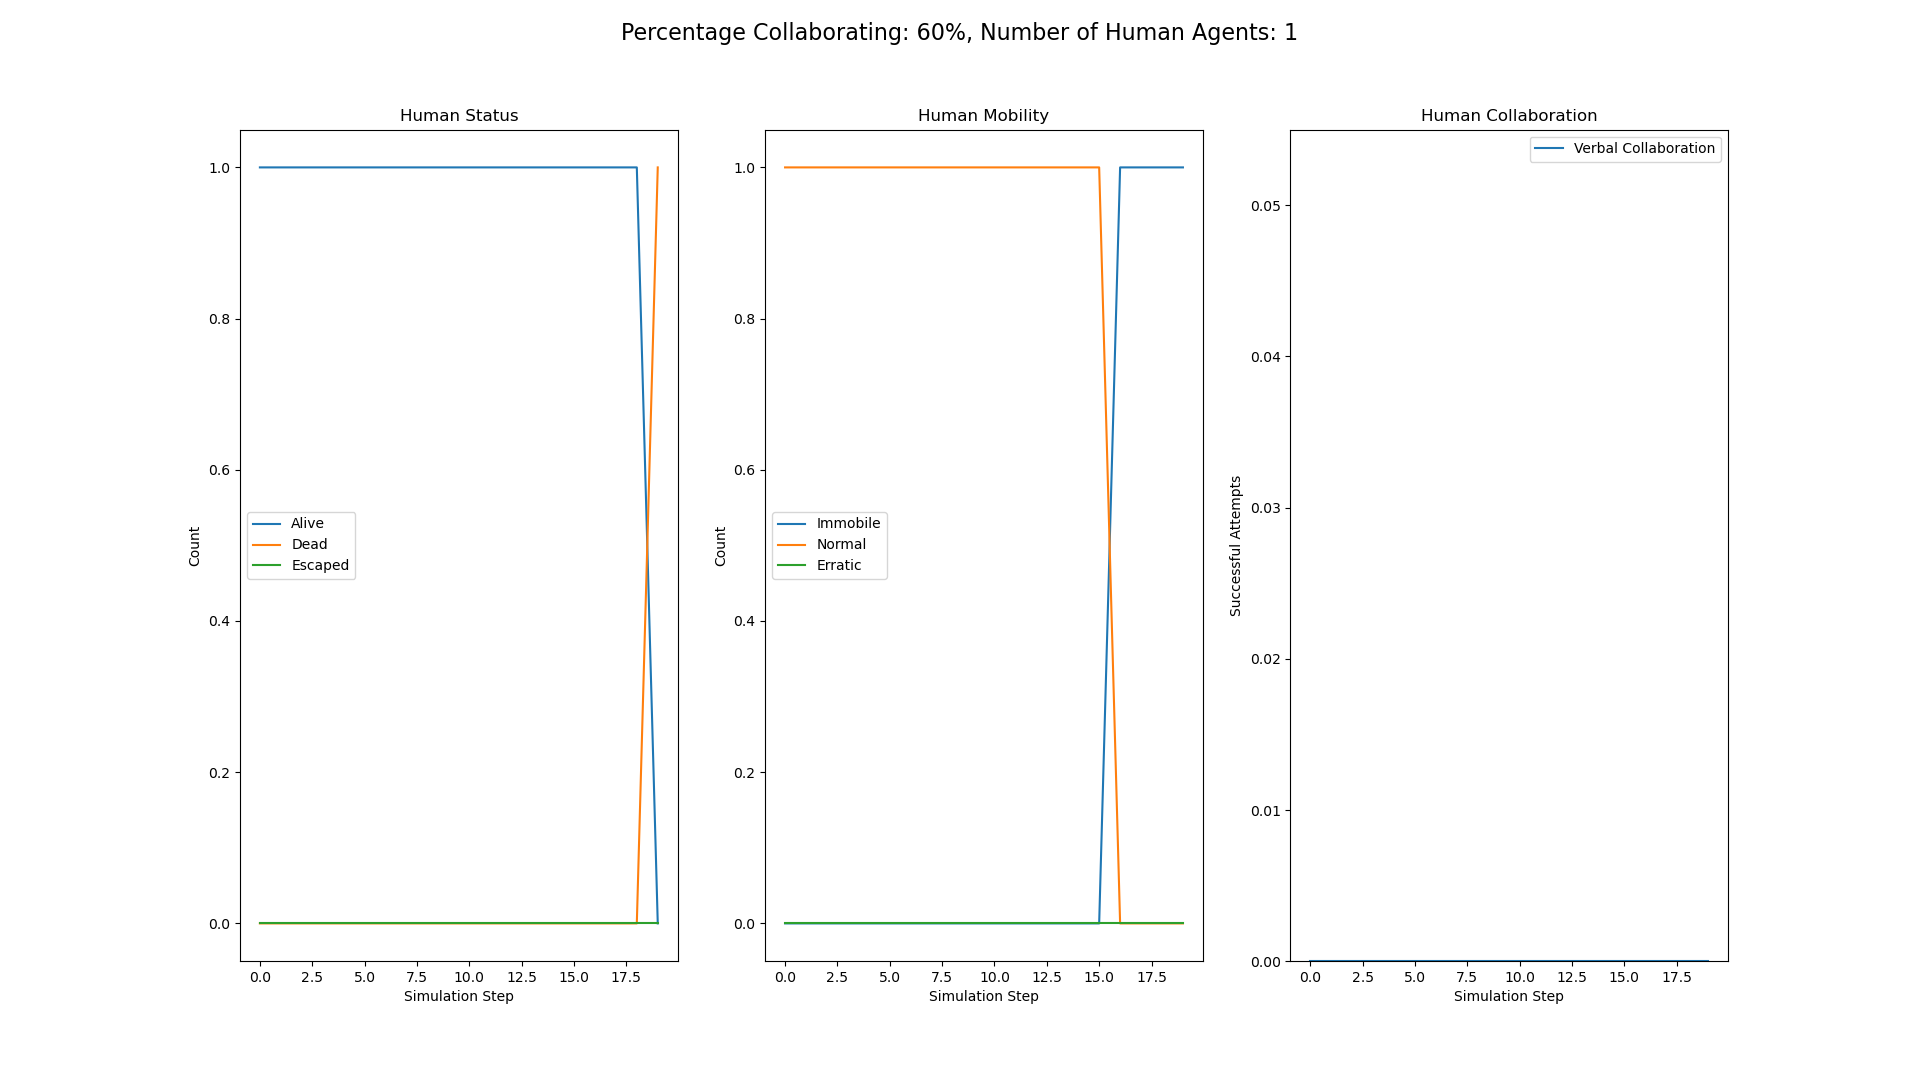 Percentage Collaborating: 60%, Number of Human Agents: 1
Human Status
1.0
0.8
0.6
0.4
0.2
0.0
Count
Alive
Dead
Escaped
0.0 2.5 5.0 7.5 10.0 12.5 15.0 17.5
Simulation Step
Human Mobility
1.0
0.8
0.6
0.4
0.2
0.0
Count
Immobile
Normal
Erratic
0.0 2.5 5.0 7.5 10.0 12.5 15.0 17.5
Simulation Step
Human Collaboration
Verbal Collaboration
0.05
0.04
0.03
0.02
0.01
0.00
Successful Attempts
0.0 2.5 5.0 7.5 10.0 12.5 15.0 17.5
Simulation Step